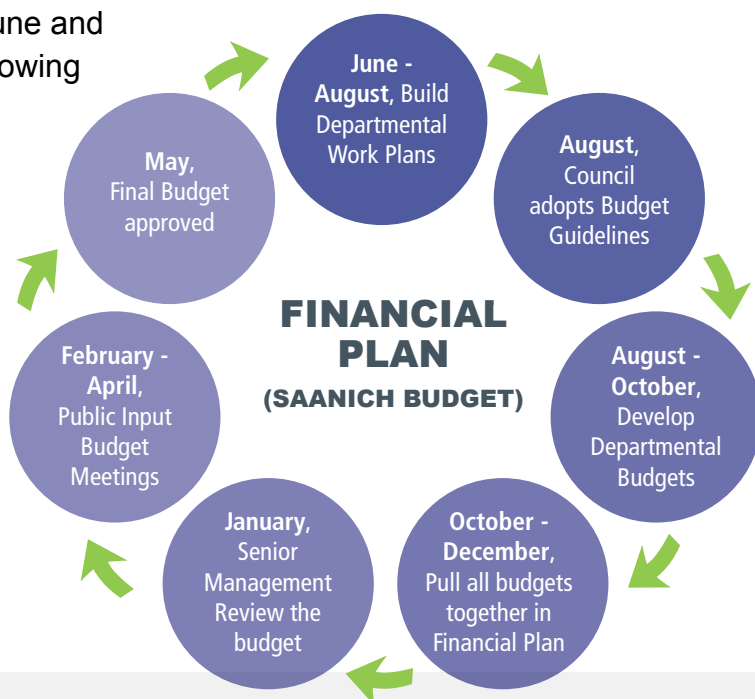 une and
owing
June -
August, Build
Departmental
Work Plans
August,
Council
adopts Budget
Guidelines
August -
October,
Develop
Departmental
Budgets
October -
December,
Pull all budgets
together in
Financial Plan
January,
Senior
Management
Review the
budget
February -
April,
Public Input
Budget
Meetings
May,
Final Budget
approved
FINANCIAL
PLAN
(SAANICH BUDGET)